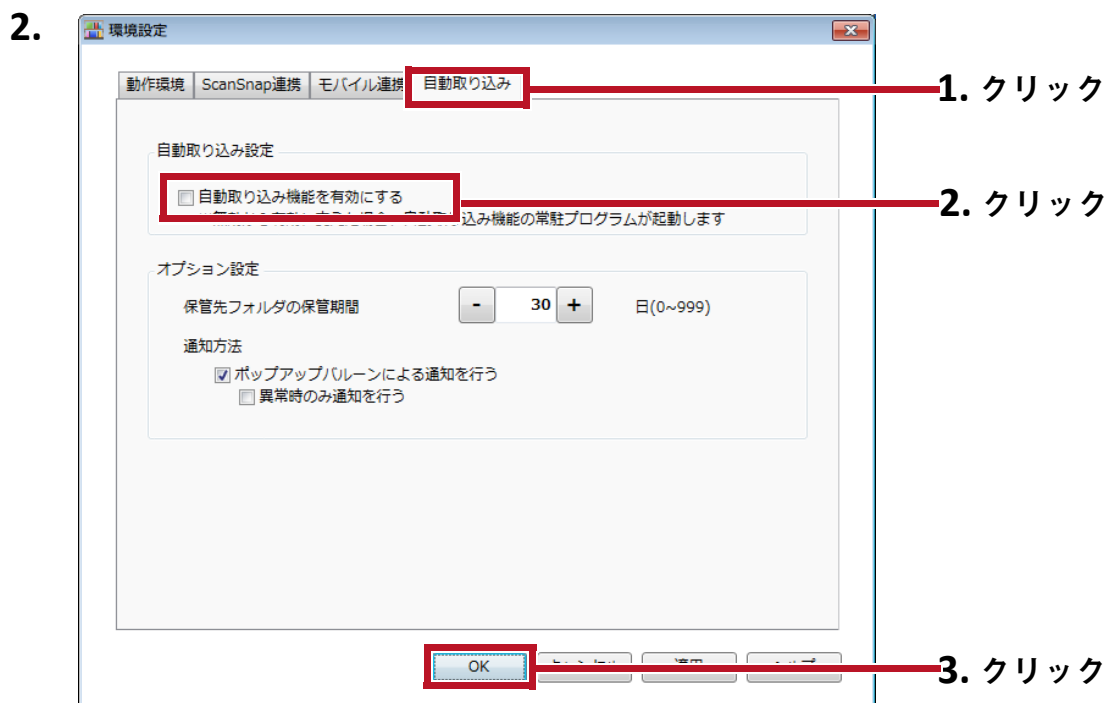 2.
環境設定
動作環境 ScanSnap連携 モバイル連携 自動取り込み
1. クリック
自動取り込み設定
自動取り込み機能を有効にする
2. クリック
込み機能の常駐プログラムが起動します
オプション設定
保管先フォルダの保管期間 - 30 + 日(0~999)
通知方法
ポップアップバルーンによる通知を行う
異常時のみ通知を行う
OK
3. クリック